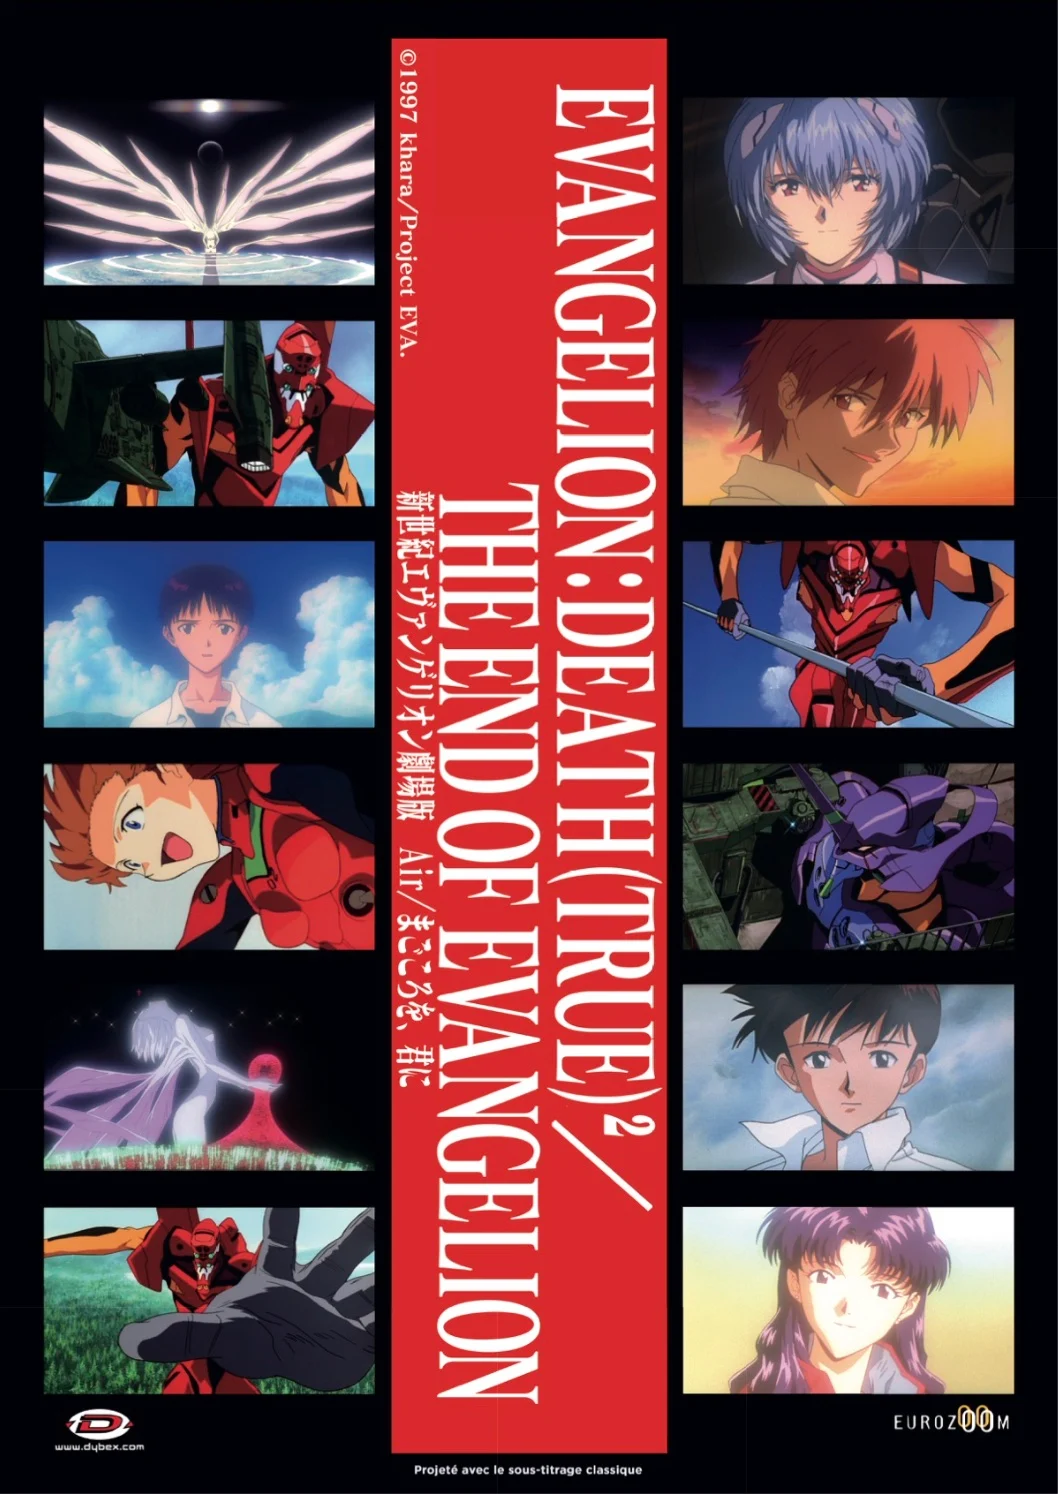 EVANGELION:DEATH(TRUE)²／
THE END OF EVANGELION
新世紀エヴァンゲリオン劇場版 Air/まごころを、君に
©1997 khara/Project EVA.
D
www.dybex.com
EUROZOOM
Projeté avec le sous-titrage classique